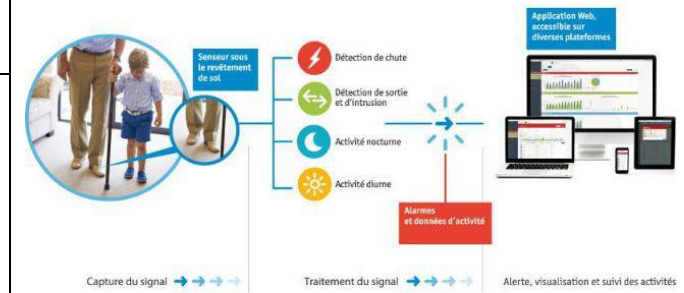 Senseur sous
le revêtement
de sol
Détection de chute
Détection de sortie
et d'intrusion
Activité nocturne
Activité diurne
Alarmes
et données d'activité
Application Web,
accessible sur
diverses plateformes
Capture du signal
Traitement du signal
Alerte, visualisation et suivi des activités